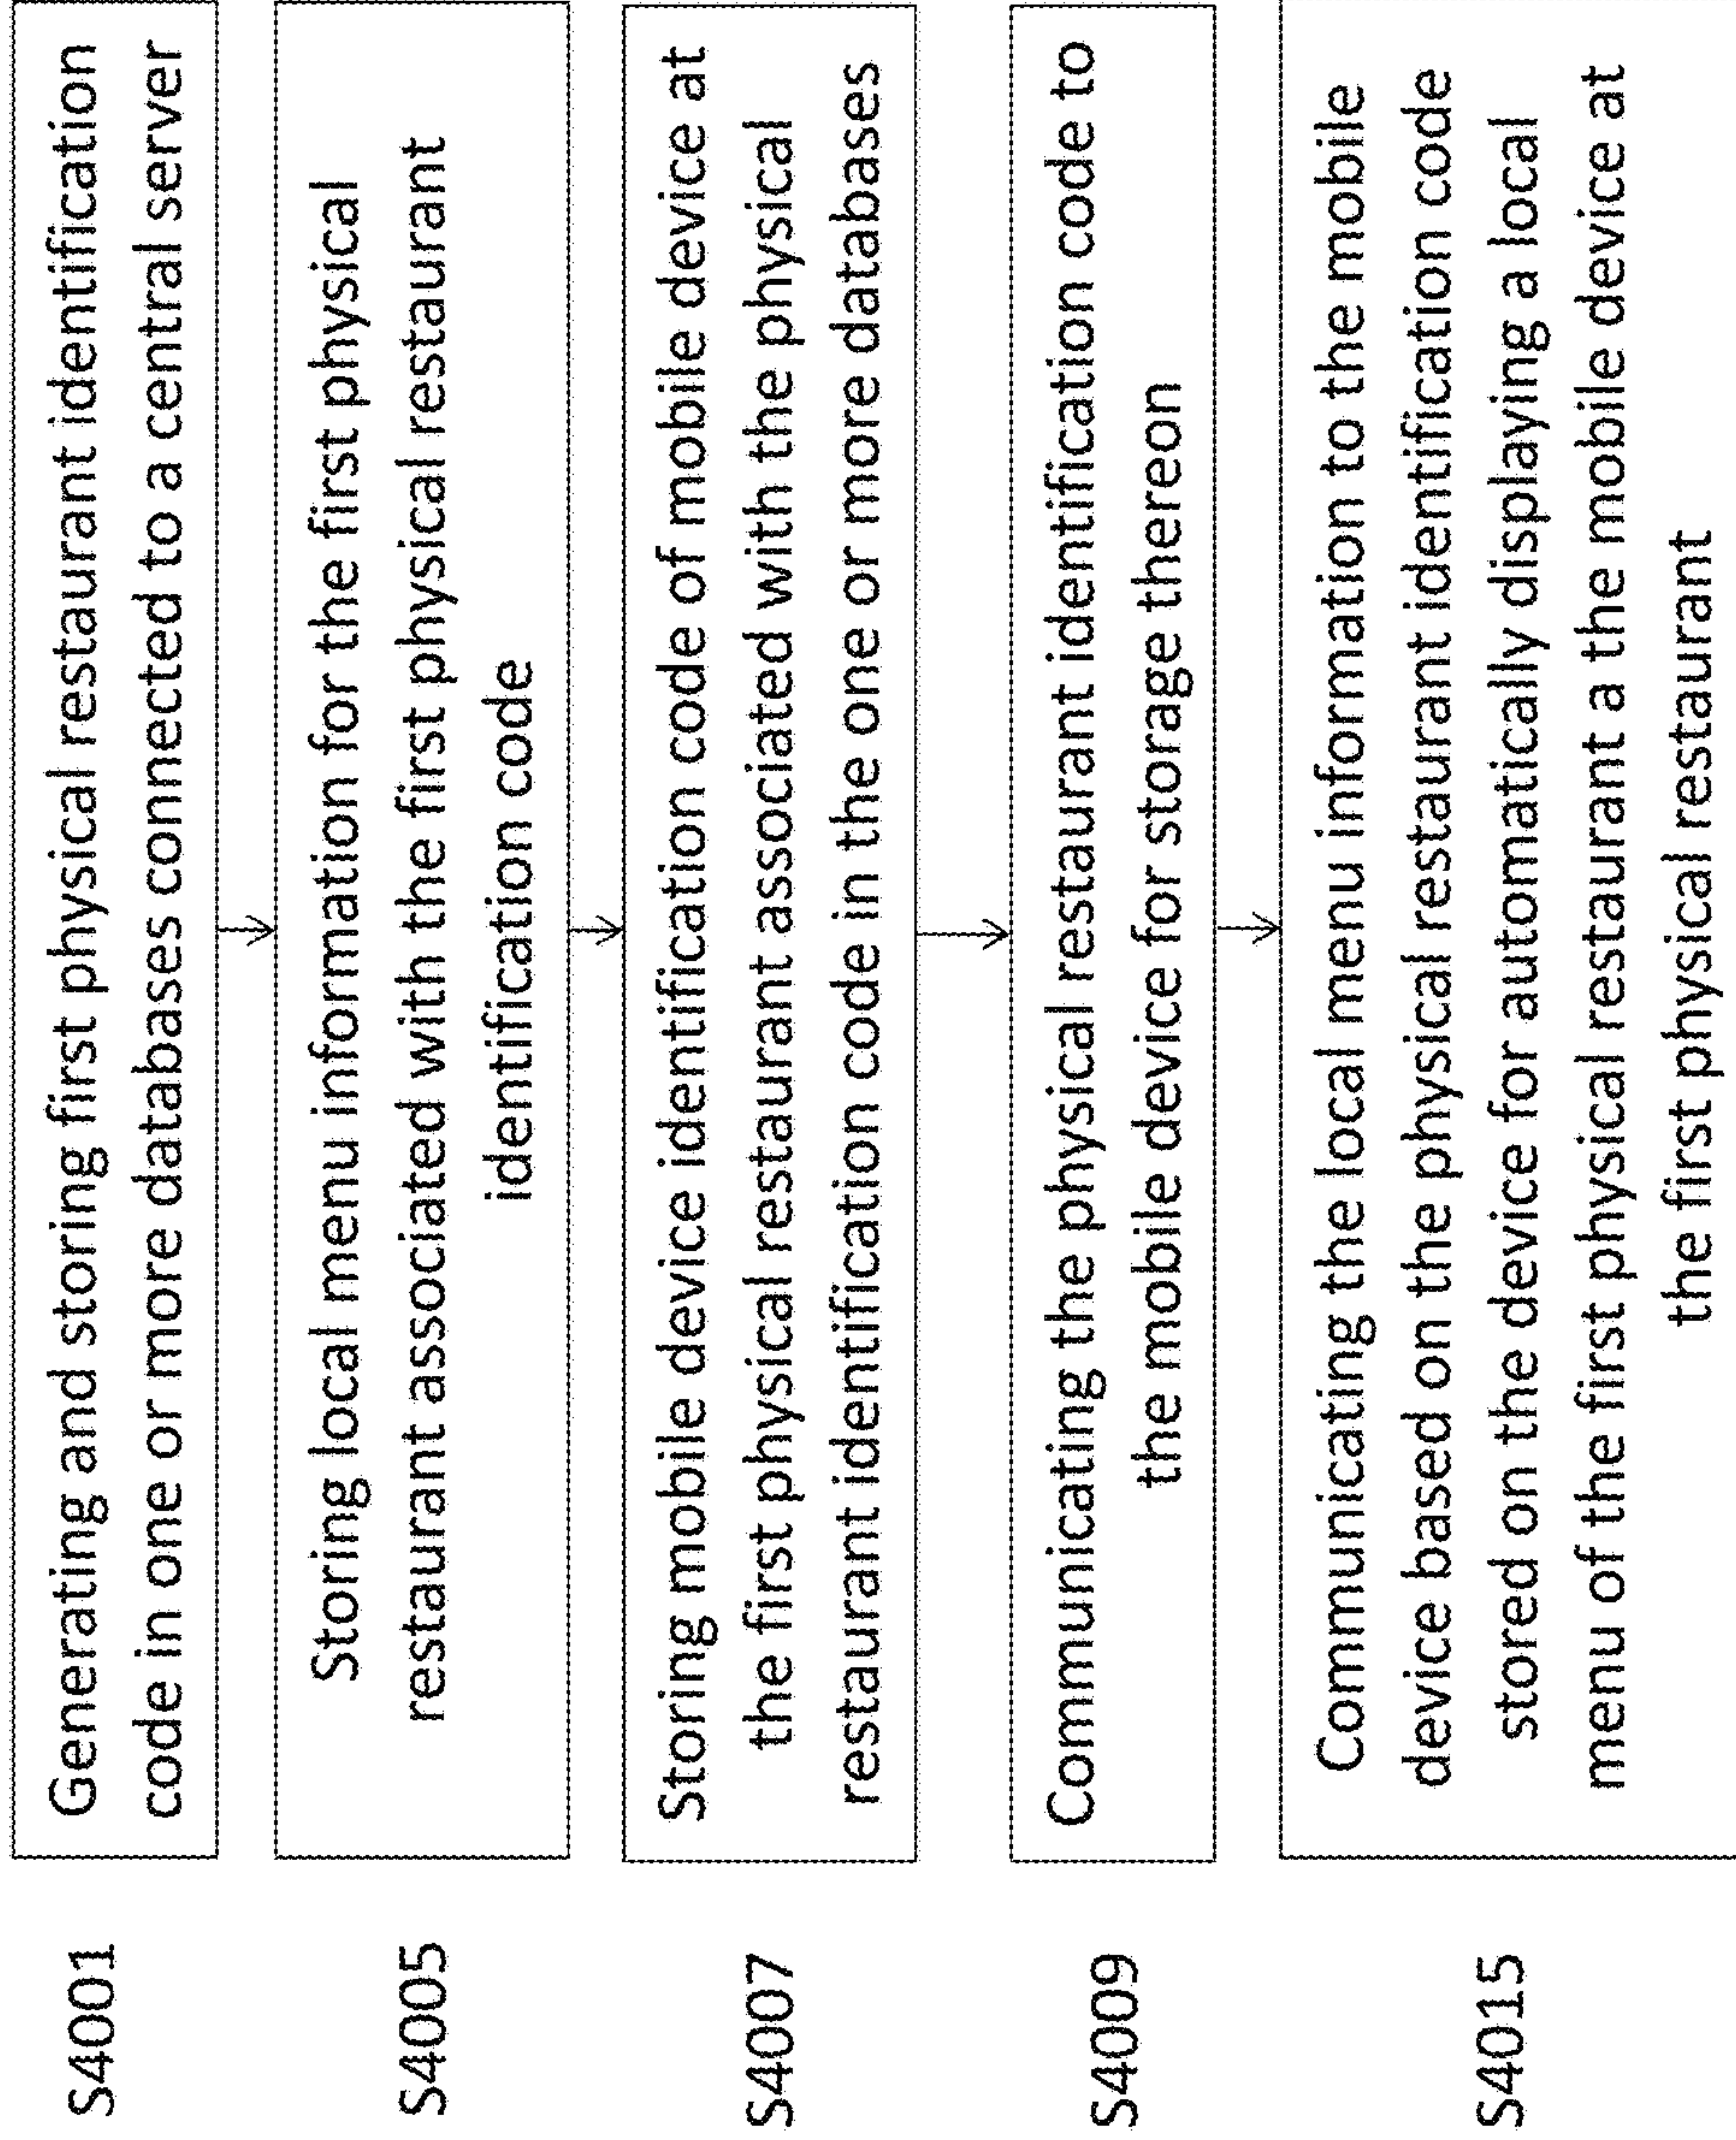 S4001
Generating and storing first physical restaurant identification
code in one or more databases connected to a central server
S4005
Storing local menu information for the first physical
restaurant associated with the first physical restaurant
identification code
S4007
Storing mobile device identification code of mobile device at
the first physical restaurant associated with the physical
restaurant identification code in the one or more databases
S4009
Communicating the physical restaurant identification code to
the mobile device for storage thereon
S4015
Communicating the local menu information to the mobile
device based on the physical restaurant identification code
stored on the device for automatically displaying a local
menu of the first physical restaurant a the mobile device at
the first physical restaurant